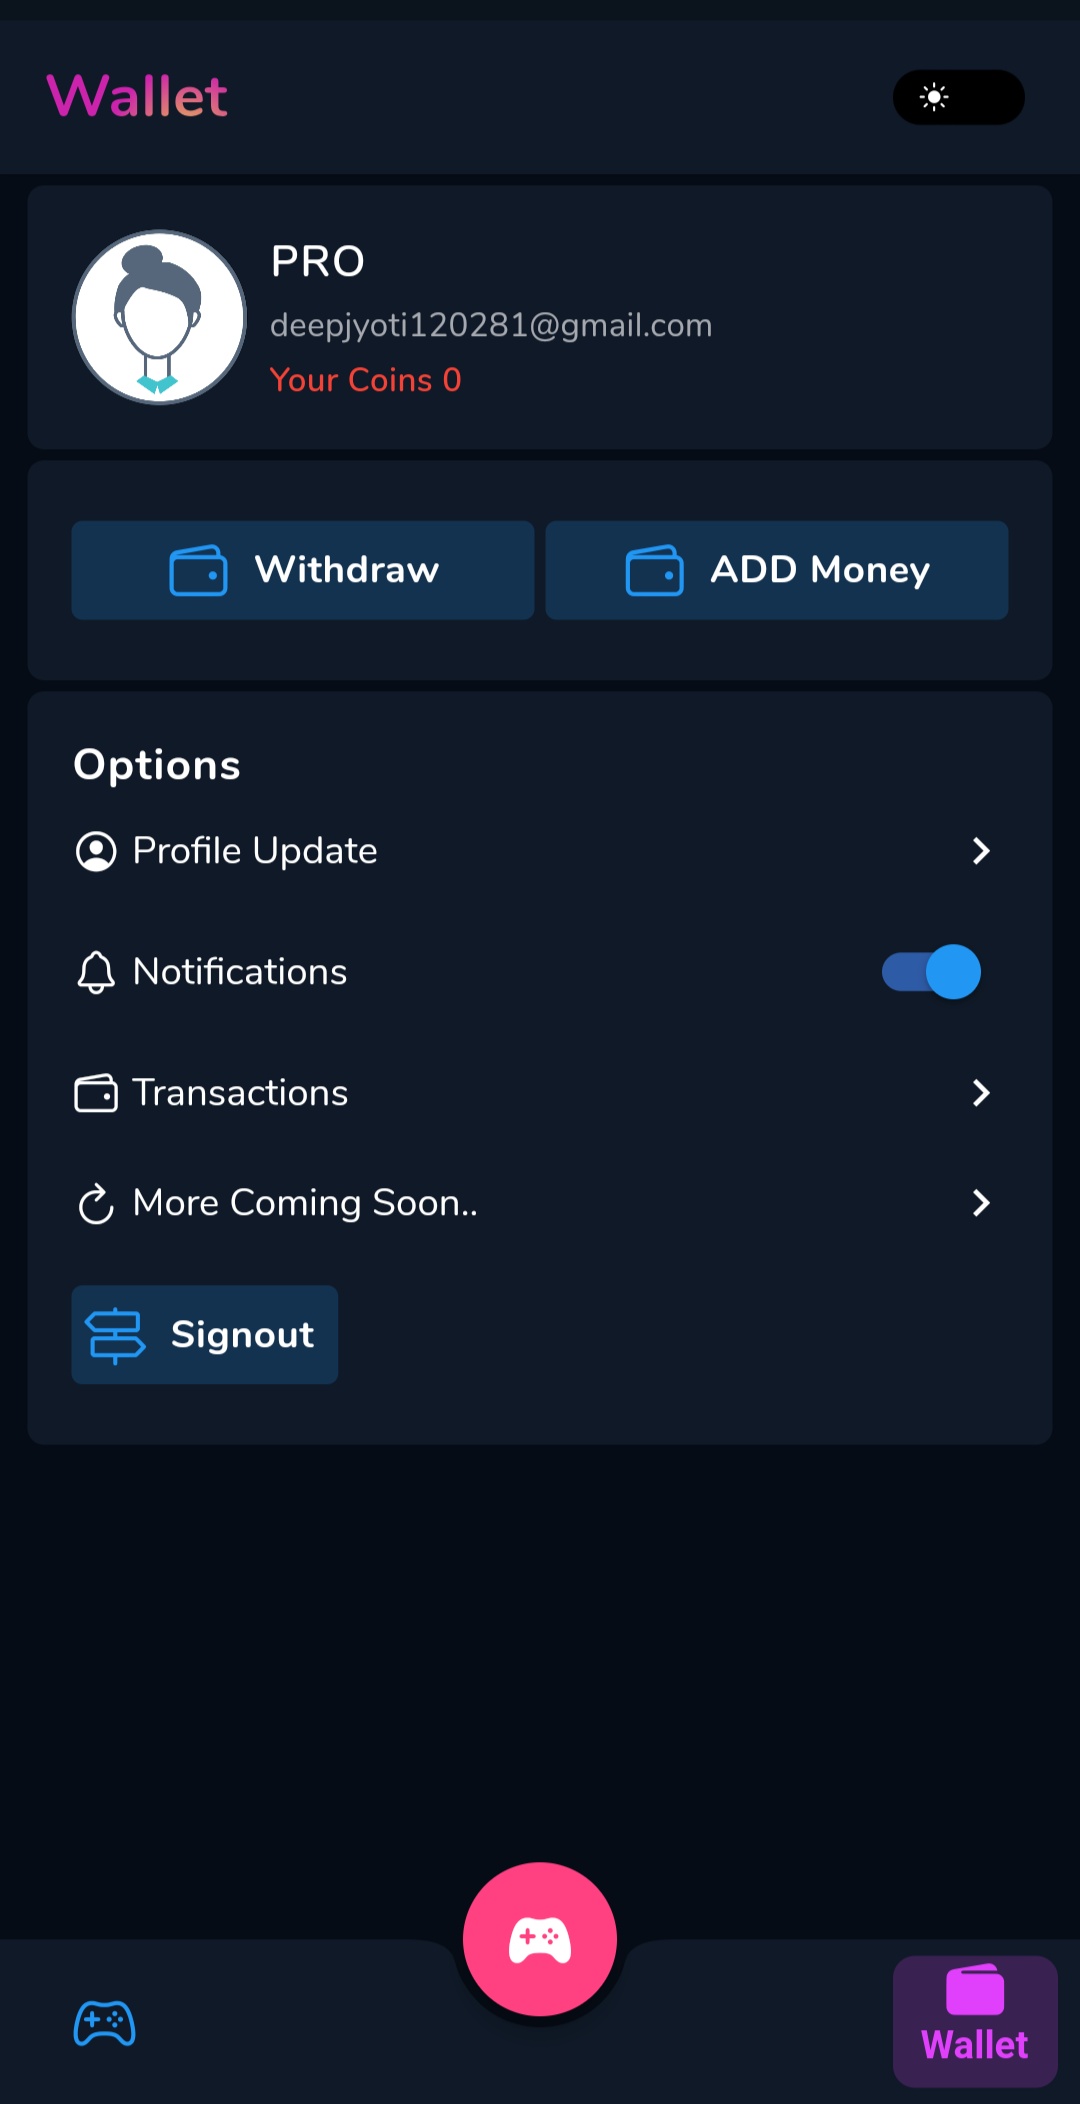 Wallet
PRO
deepjyoti120281@gmail.com
Your Coins 0
Withdraw
ADD Money
Options
Profile Update
Notifications
Transactions
More Coming Soon..
Signout
Wallet